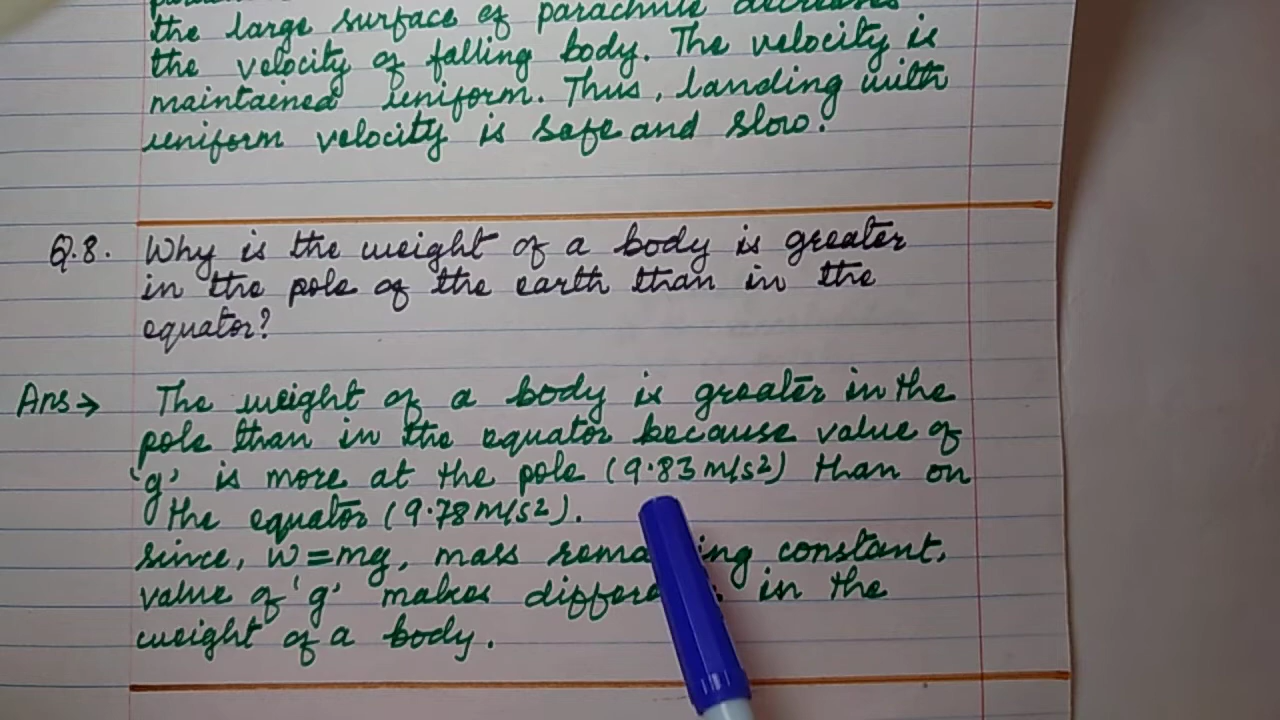 the large surface of parachute decreases
the velocity of falling body. The velocity is
maintained uniform. Thus, landing with
uniform velocity is safe and slow.
Q.8. Why is the weight of a body is greater
in the pole of the earth than in the
equator?
Ans → The weight of a body is greater in the
pole than in the equator because value of
'g' is more at the pole (9.83 m/s2) than on
the equator (9.78 m/s2).
since, w = mg, mass remaining constant,
value of 'g' makes in the
weight of a body.